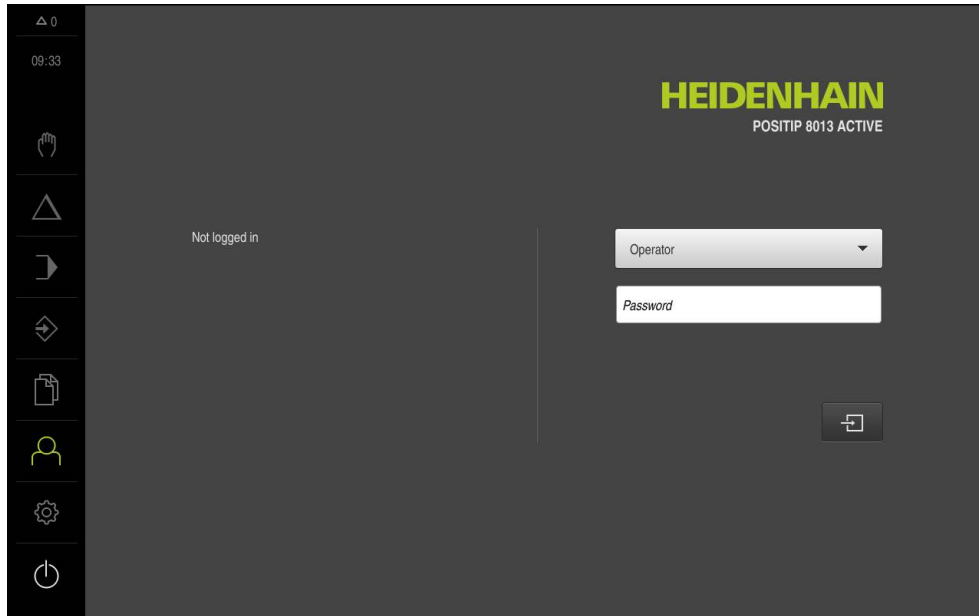 0
09:33
HEIDENHAIN
POSITIP 8013 ACTIVE
Not logged in
Operator
Password